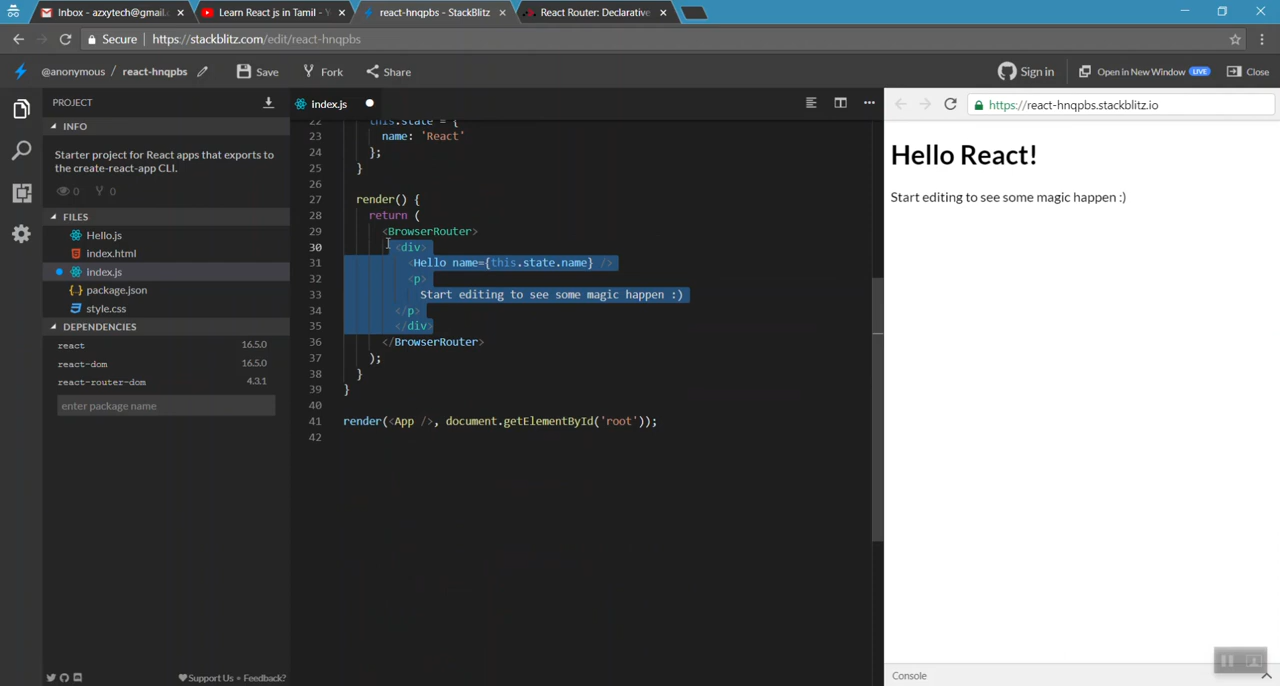 Inbox - azxytech@gmail.
Learn React js in Tamil - Y
react-hnqpbs - StackBlitz
React Router: Declarative
Secure
https://stackblitz.com/edit/react-hnqpbs
@anonymous / react-hnqpbs
Save
Fork
Share
Sign in
Open in New Window LIVE
Close
PROJECT
INFO
Starter project for React apps that exports to
the create-react-app CLI.
0 0
FILES
Hello.js
index.html
index.js
package.json
style.css
DEPENDENCIES
react 16.5.0
react-dom 16.5.0
react-router-dom 4.3.1
enter package name
Support Us • Feedback?
index.js
22 this.state = {
23 name: 'React'
24 };
25 }
26
27 render() {
28 return (
29 <BrowserRouter>
30 <div>
31 <Hello name={this.state.name} />
32 <p>
33 Start editing to see some magic happen :)
34 </p>
35 </div>
36 </BrowserRouter>
37 );
38 }
39 }
40
41 render(<App />, document.getElementById('root'));
42
https://react-hnqpbs.stackblitz.io
Hello React!
Start editing to see some magic happen :)
Console